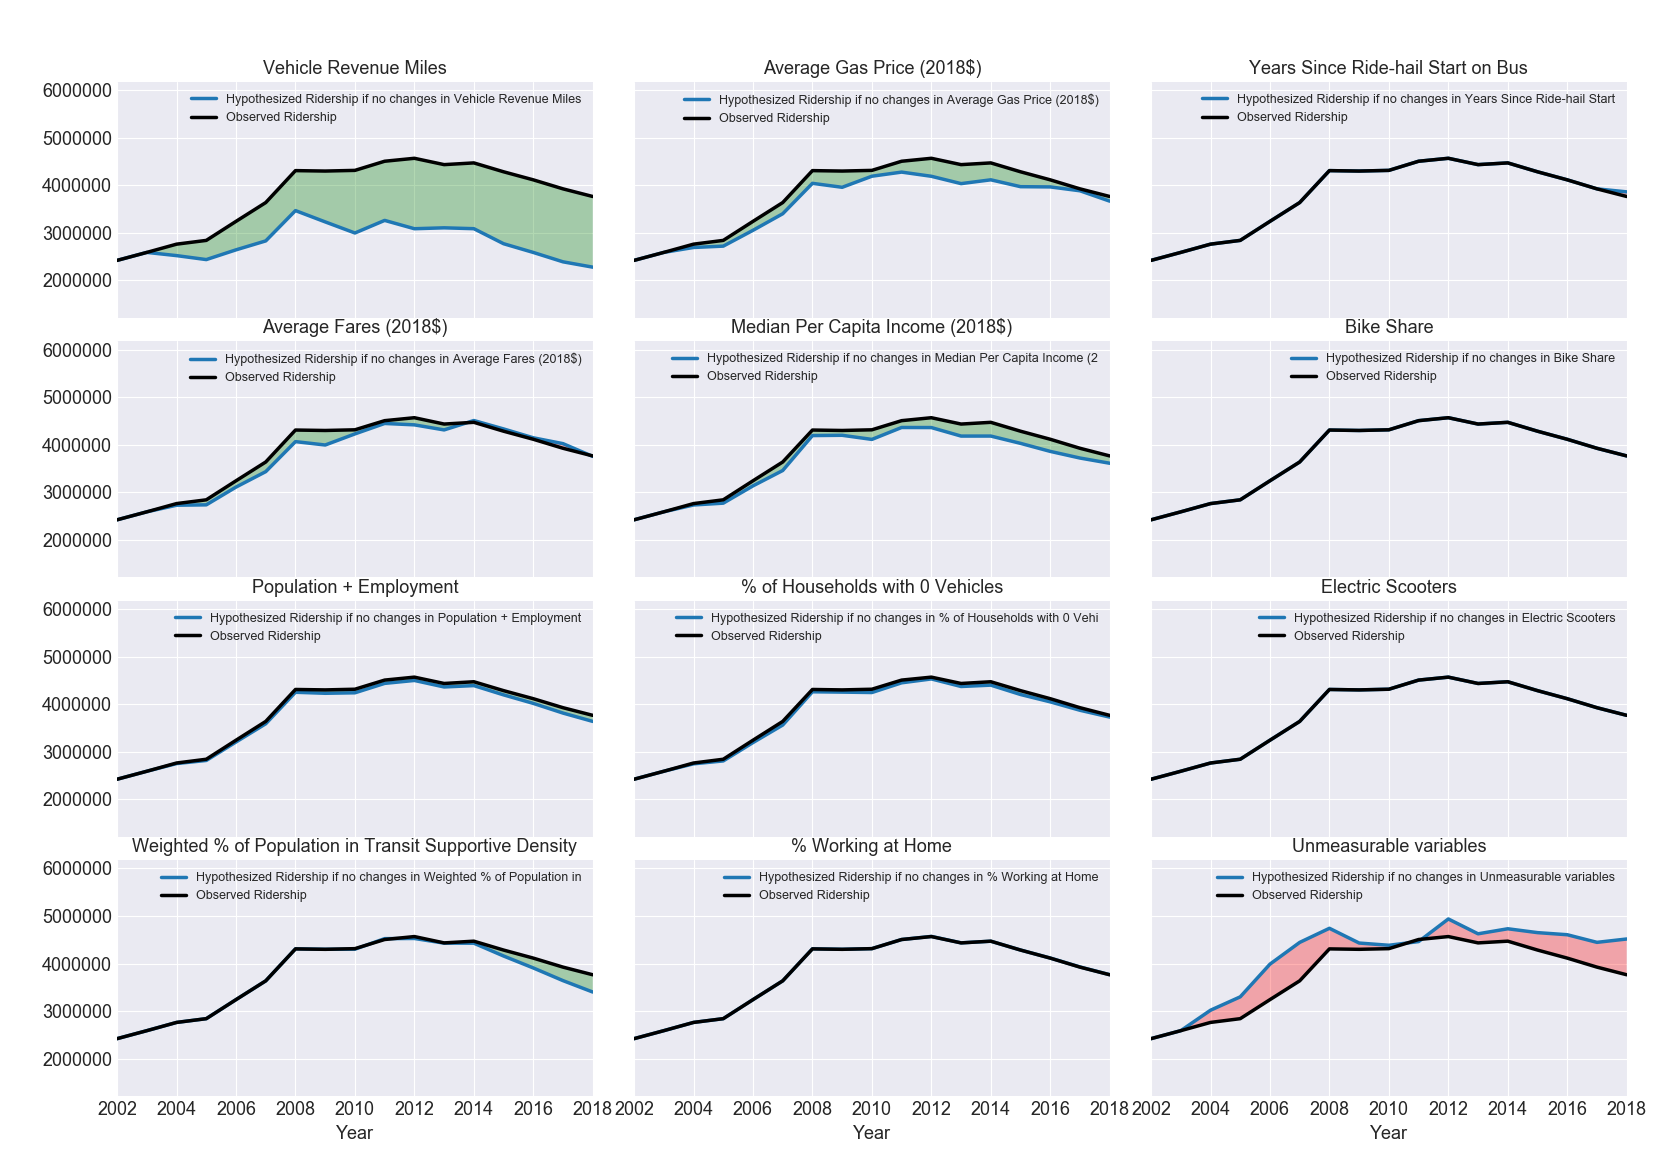 Vehicle Revenue Miles
Average Gas Price (2018$)
Years Since Ride-hail Start on Bus
6000000
5000000
4000000
3000000
2000000
Hypothesized Ridership if no changes in Vehicle Revenue Miles
Observed Ridership
Hypothesized Ridership if no changes in Average Gas Price (2018$)
Observed Ridership
Hypothesized Ridership if no changes in Years Since Ride-hail Start
Observed Ridership
Average Fares (2018$)
Median Per Capita Income (2018$)
Bike Share
6000000
5000000
4000000
3000000
2000000
Hypothesized Ridership if no changes in Average Fares (2018$)
Observed Ridership
Hypothesized Ridership if no changes in Median Per Capita Income (2
Observed Ridership
Hypothesized Ridership if no changes in Bike Share
Observed Ridership
Population + Employment
% of Households with 0 Vehicles
Electric Scooters
6000000
5000000
4000000
3000000
2000000
Hypothesized Ridership if no changes in Population + Employment
Observed Ridership
Hypothesized Ridership if no changes in % of Households with 0 Vehi
Observed Ridership
Hypothesized Ridership if no changes in Electric Scooters
Observed Ridership
Weighted % of Population in Transit Supportive Density
% Working at Home
Unmeasurable variables
6000000
5000000
4000000
3000000
2000000
Hypothesized Ridership if no changes in Weighted % of Population in
Observed Ridership
Hypothesized Ridership if no changes in % Working at Home
Observed Ridership
Hypothesized Ridership if no changes in Unmeasurable variables
Observed Ridership
2002 2004 2006 2008 2010 2012 2014 2016 2018
2004 2006 2008 2010 2012 2014 2016 2018
2002 2004 2006 2008 2010 2012 2014 2016 2018
Year
Year
Year